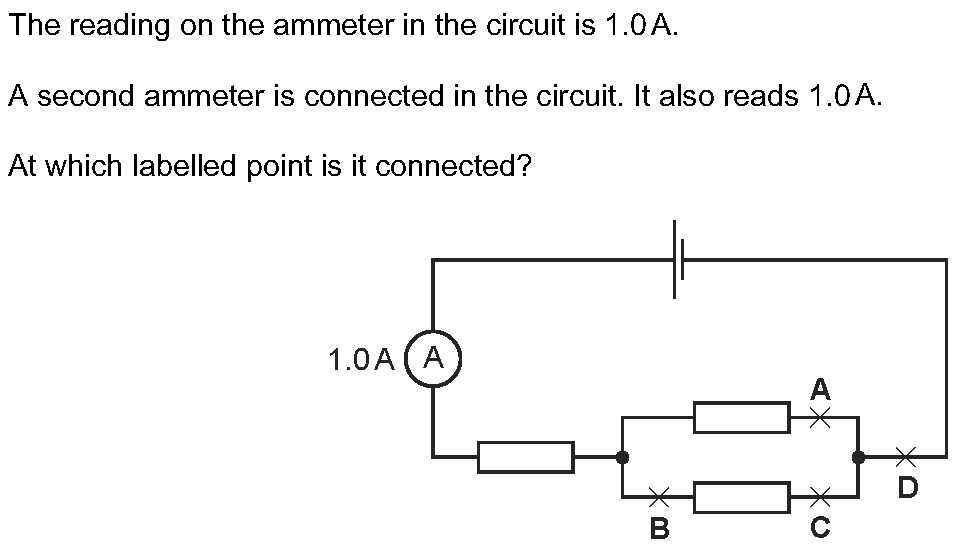 The reading on the ammeter in the circuit is 1.0 A.
A second ammeter is connected in the circuit. It also reads 1.0 A.
At which labelled point is it connected?
1.0 A A
A
D
B C